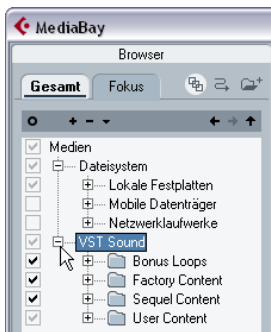 MediaBay
Browser
Gesamt Fokus
Medien
Dateisystem
Lokale Festplatten
Mobile Datenträger
Netzwerklaufwerke
VST Sound
Bonus Loops
Factory Content
Sequel Content
User Content